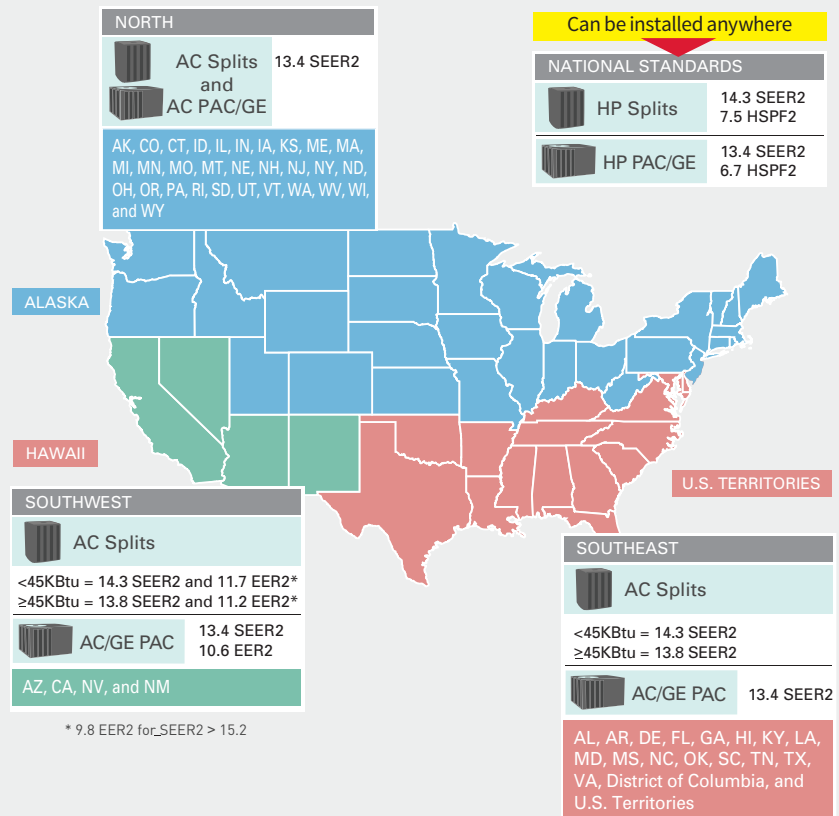 NORTH
AC Splits
and
AC PAC/GE
13.4 SEER2
AK, CO, CT, ID, IL, IN, IA, KS, ME, MA,
MI, MN, MO, MT, NE, NH, NJ, NY, ND,
OH, OR, PA, RI, SD, UT, VT, WA, WV, WI,
and WY
Can be installed anywhere
NATIONAL STANDARDS
HP Splits
14.3 SEER2
7.5 HSPF2
HP PAC/GE
13.4 SEER2
6.7 HSPF2
ALASKA
HAWAII
U.S. TERRITORIES
SOUTHWEST
AC Splits
<45KBtu = 14.3 SEER2 and 11.7 EER2*
≥45KBtu = 13.8 SEER2 and 11.2 EER2*
AC/GE PAC
13.4 SEER2
10.6 EER2
AZ, CA, NV, and NM
* 9.8 EER2 for_SEER2 > 15.2
SOUTHEAST
AC Splits
<45KBtu = 14.3 SEER2
≥45KBtu = 13.8 SEER2
AC/GE PAC
13.4 SEER2
AL, AR, DE, FL, GA, HI, KY, LA,
MD, MS, NC, OK, SC, TN, TX,
VA, District of Columbia, and
U.S. Territories